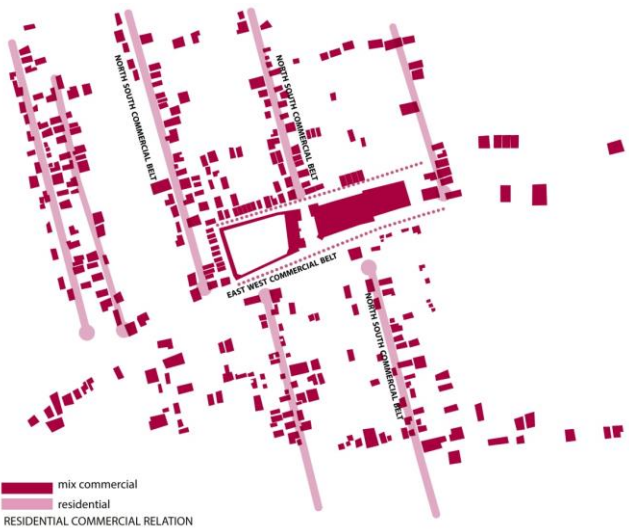 NORTH SOUTH COMMERCIAL BELT
NORTH SOUTH COMMERCIAL BELT
EAST WEST COMMERCIAL BELT
NORTH SOUTH COMMERCIAL BELT
mix commercial
residential
RESIDENTIAL COMMERCIAL RELATION